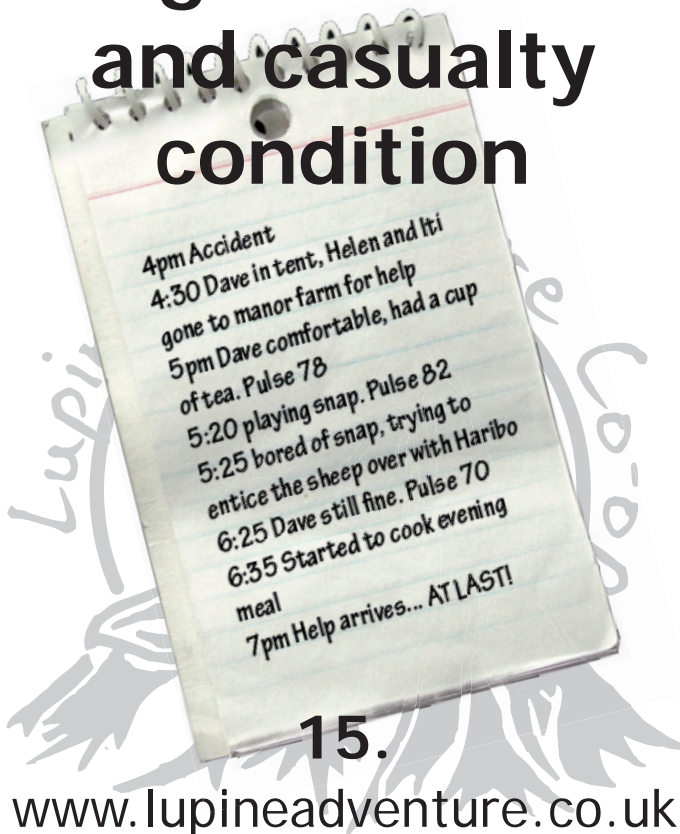 and casualty
condition
4pm Accident
4:30 Dave in tent, Helen and Iti
gone to manor farm for help
5pm Dave comfortable, had a cup
of tea. Pulse 78
5:20 playing snap. Pulse 82
5:25 bored of snap, trying to
entice the sheep over with Haribo
6:25 Dave still fine. Pulse 70
6:35 Started to cook evening
meal
7pm Help arrives... AT LAST!
15.
www.lupineadventure.co.uk